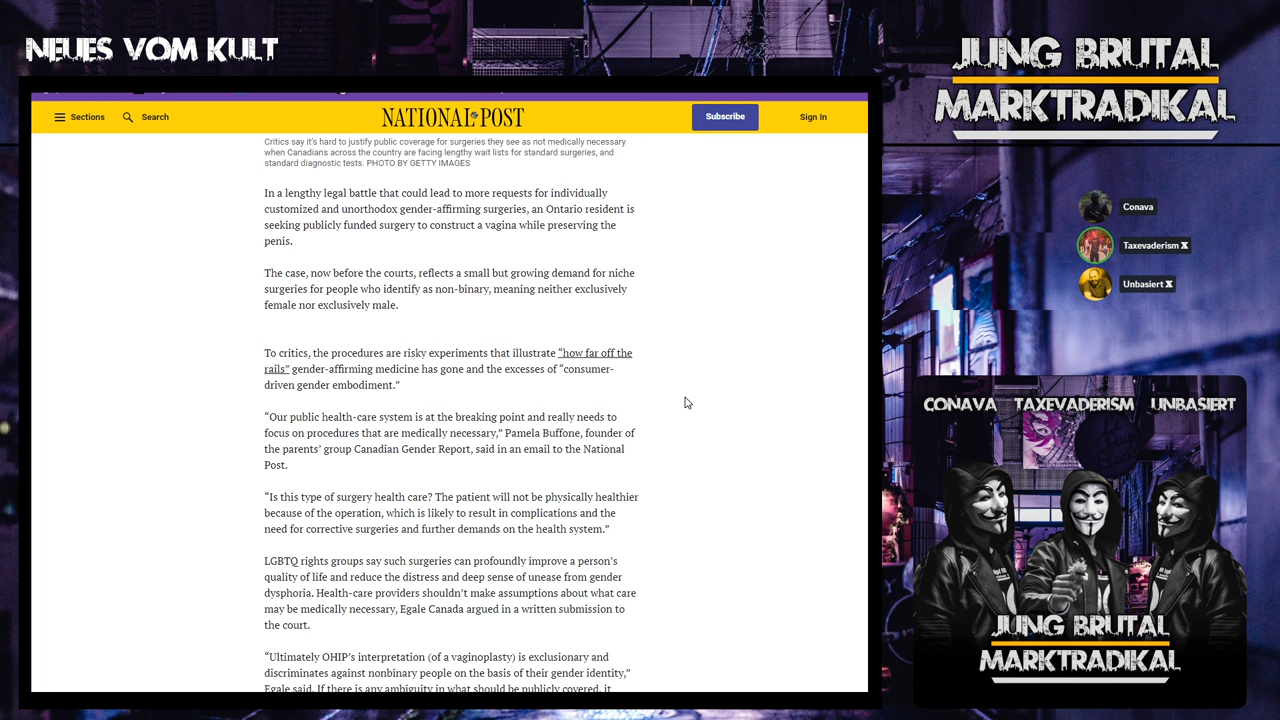 NEUES VOM KULT
JUNG BRUTAL
MARKTRADIKAL
Sections
Search
NATIONAL POST
Subscribe
Sign In
Critics say it's hard to justify public coverage for surgeries they see as not medically necessary
when Canadians across the country are facing lengthy wait lists for standard surgeries, and
standard diagnostic tests. PHOTO BY GETTY IMAGES
In a lengthy legal battle that could lead to more requests for individually
customized and unorthodox gender-affirming surgeries, an Ontario resident is
seeking publicly funded surgery to construct a vagina while preserving the
penis.
The case, now before the courts, reflects a small but growing demand for niche
surgeries for people who identify as non-binary, meaning neither exclusively
female nor exclusively male.
To critics, the procedures are risky experiments that illustrate “how far off the
rails” gender-affirming medicine has gone and the excesses of “consumer-
driven gender embodiment.”
“Our public health-care system is at the breaking point and really needs to
focus on procedures that are medically necessary,” Pamela Buffone, founder of
the parents’ group Canadian Gender Report, said in an email to the National
Post.
“Is this type of surgery health care? The patient will not be physically healthier
because of the operation, which is likely to result in complications and the
need for corrective surgeries and further demands on the health system.”
LGBTQ rights groups say such surgeries can profoundly improve a person’s
quality of life and reduce the distress and deep sense of unease from gender
dysphoria. Health-care providers shouldn’t make assumptions about what care
may be medically necessary, Egale Canada argued in a written submission to
the court.
“Ultimately OHIP’s interpretation (of a vaginoplasty) is exclusionary and
discriminates against nonbinary people on the basis of their gender identity,”
Egale said. If there is any ambiguity in what should be publicly covered, it
Conava
Taxevaderism X
Unbasiert X
CONAVA TAXEVADERISM UNBASIERT
JUNG BRUTAL
MARKTRADIKAL